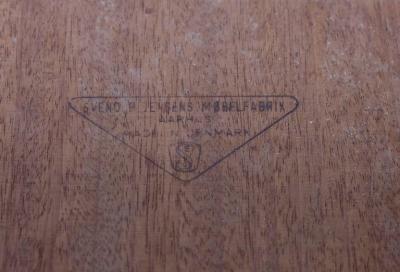 SVEND P. JENSENS MØBELFABRIK
AARHUS
MADE IN DENMARK
S